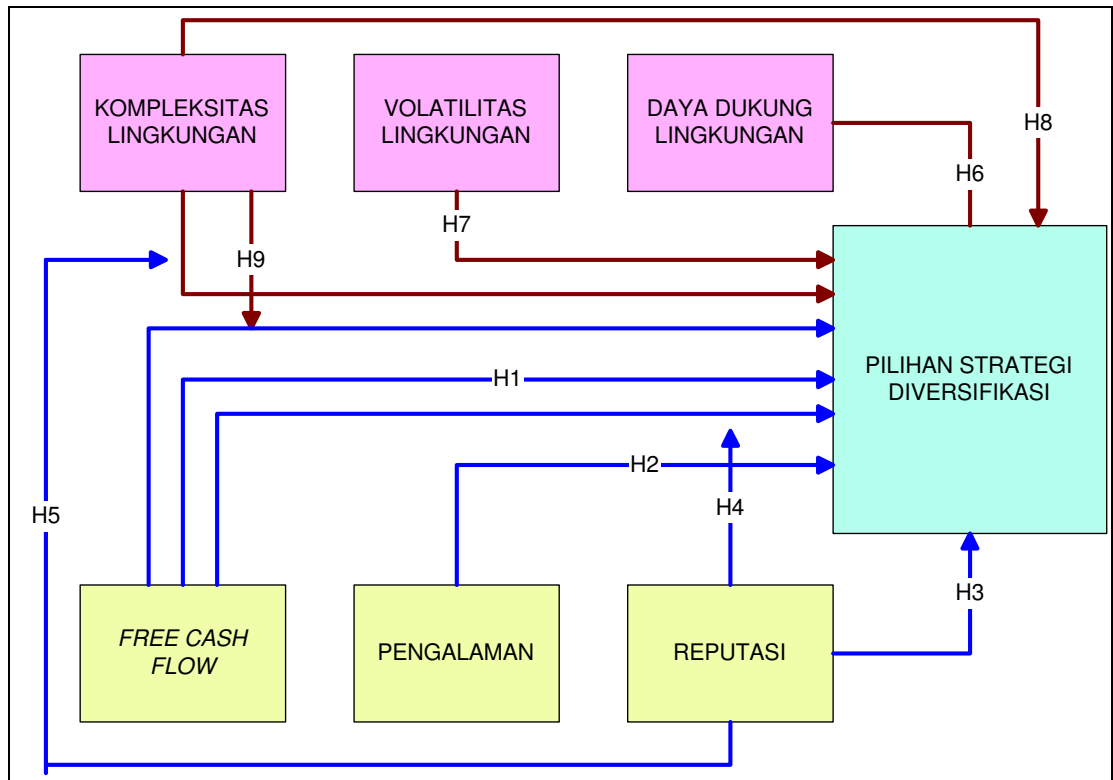 KOMPLEKSITAS
LINGKUNGAN
VOLATILITAS
LINGKUNGAN
DAYA DUKUNG
LINGKUNGAN
H8
H6
H7
H9
PILIHAN STRATEGI
DIVERSIFIKASI
H1
H2
H4
H5
H3
FREE CASH
FLOW
PENGALAMAN
REPUTASI